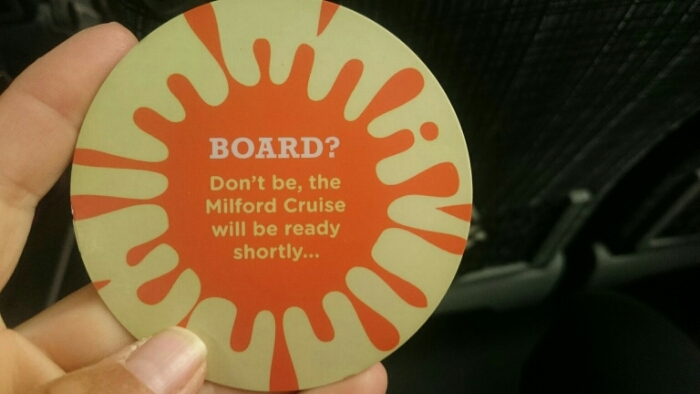 BOARD?
Don't be, the
Milford Cruise
will be ready
shortly...